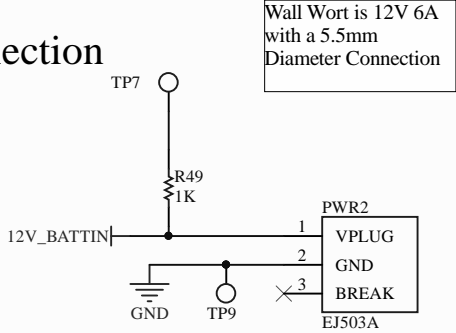 Wall Wort is 12V 6A
with a 5.5mm
Diameter Connection
ection
TP7
R49
1K
PWR2
12V_BATTIN
1
VPLUG
2
GND
3
BREAK
GND
TP9
EJ503A